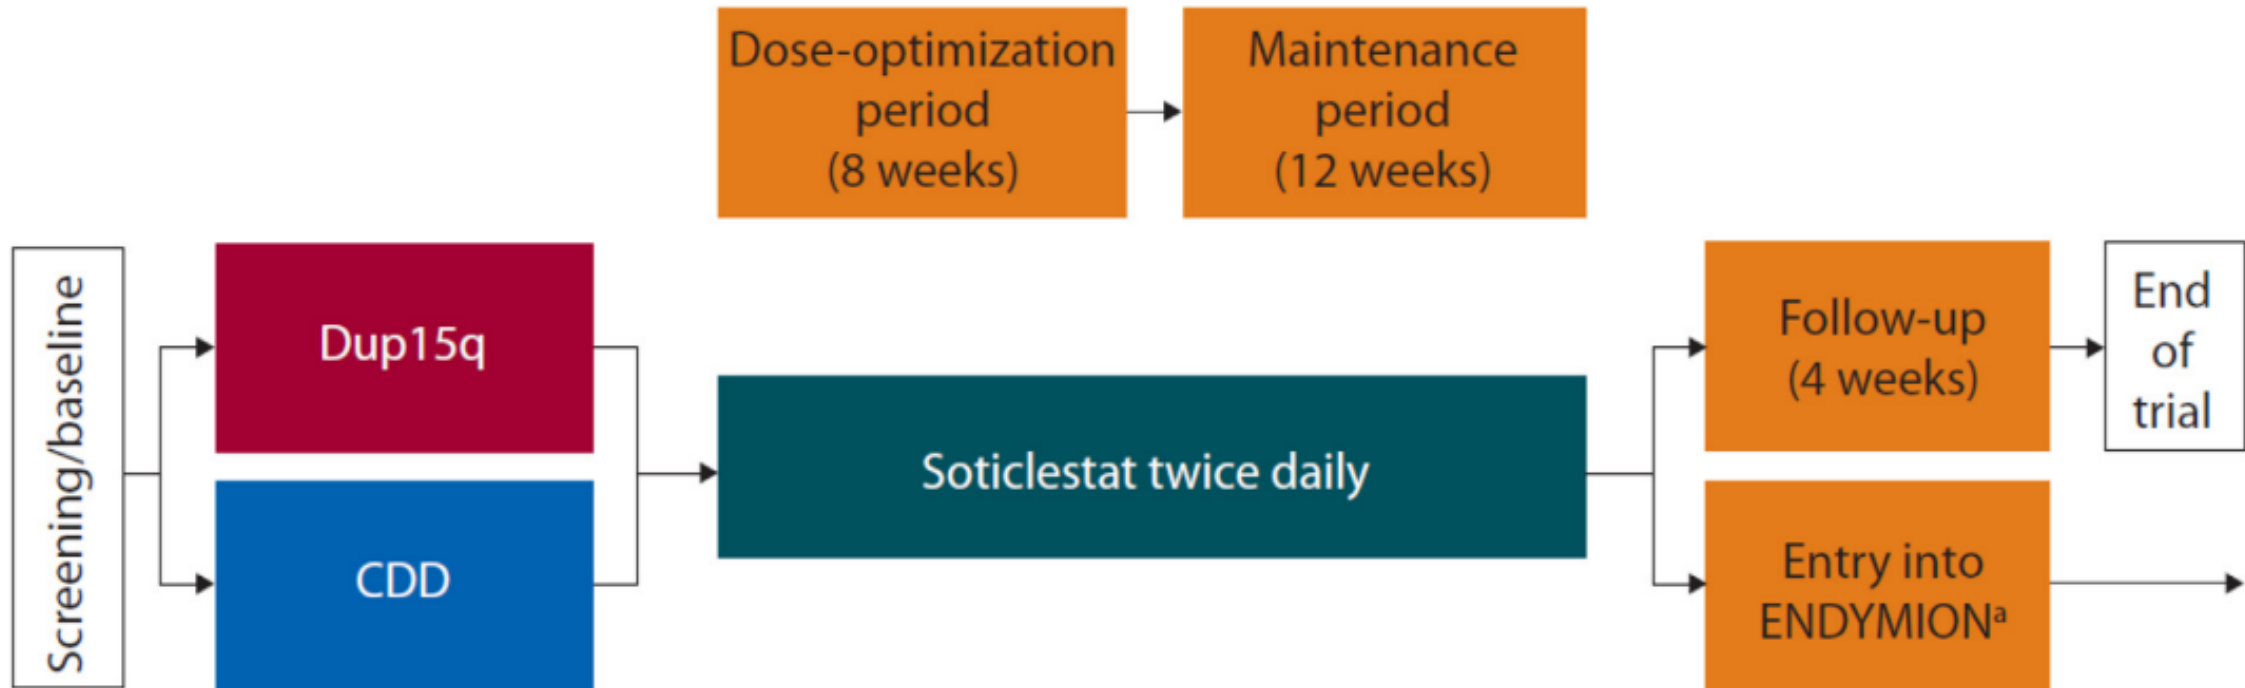 Dose-optimization
period
(8 weeks)
Maintenance
period
(12 weeks)
Screening/baseline
Dup15q
CDD
Soticlestat twice daily
Follow-up
(4 weeks)
End
of
trial
Entry into
ENDYMIONᵃ